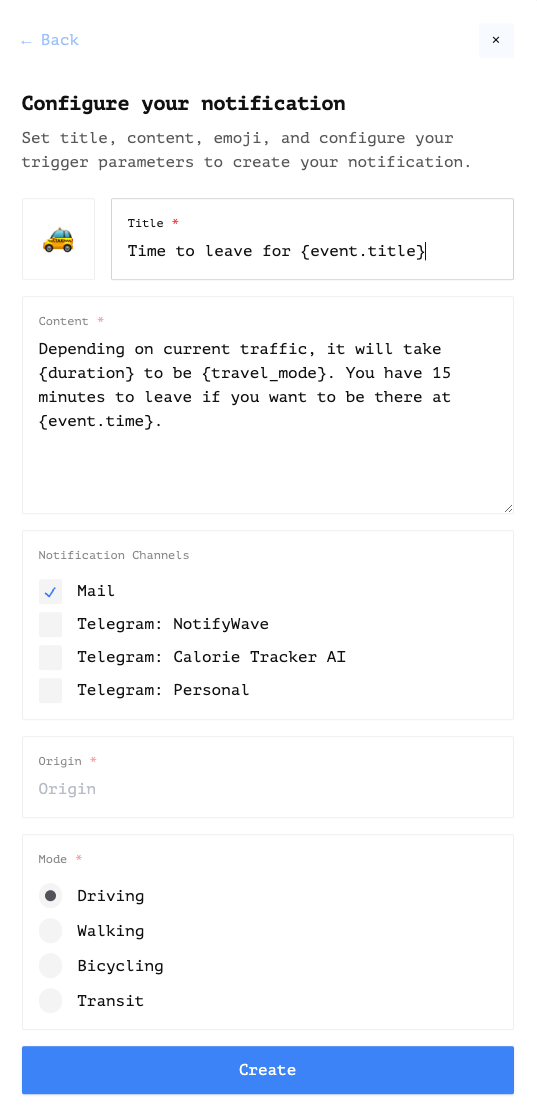 ← Back
×
Configure your notification
Set title, content, emoji, and configure your
trigger parameters to create your notification.
Title *
Time to leave for {event.title}
Content *
Depending on current traffic, it will take
{duration} to be {travel_mode}. You have 15
minutes to leave if you want to be there at
{event.time}.
Notification Channels
Mail
Telegram: NotifyWave
Telegram: Calorie Tracker AI
Telegram: Personal
Origin *
Origin
Mode *
Driving
Walking
Bicycling
Transit
Create